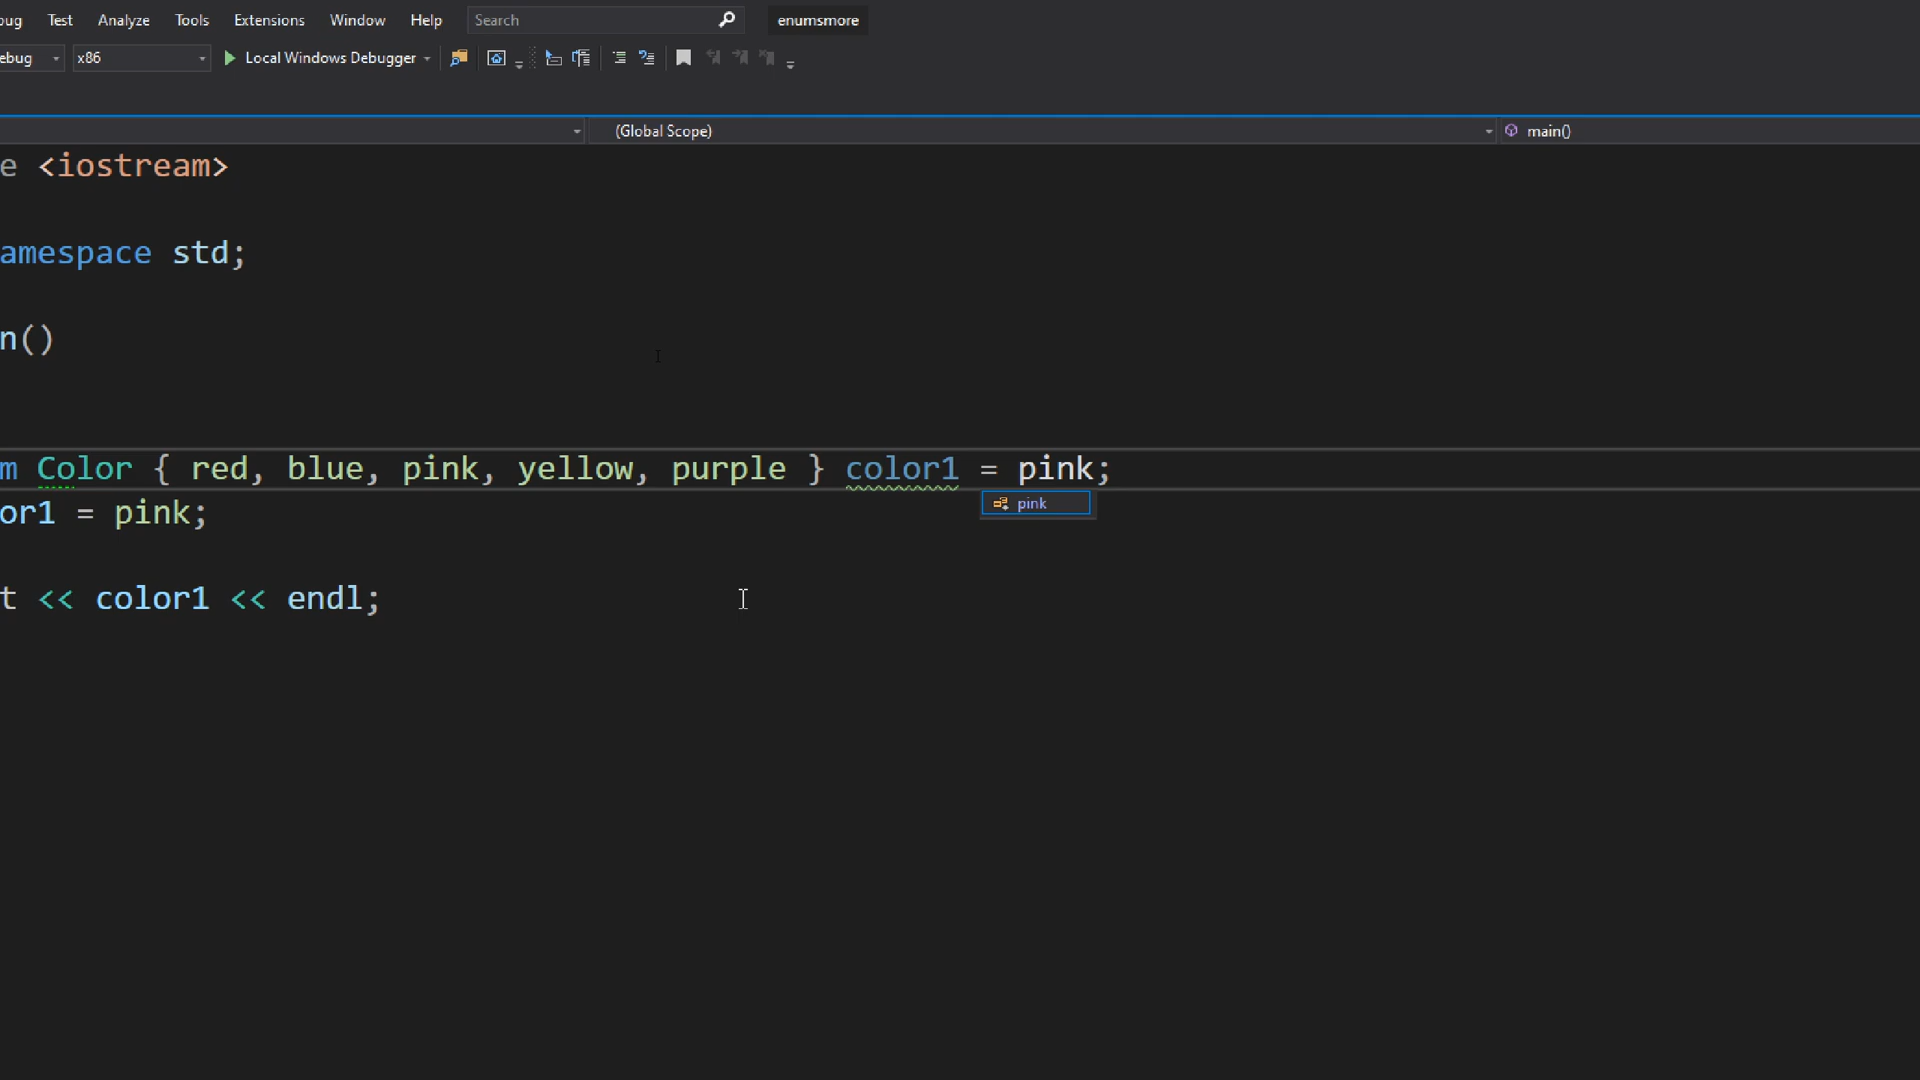 bug Test Analyze Tools Extensions Window Help Search enumsmore
ebug x86 Local Windows Debugger
(Global Scope) main()
e <iostream>
amespace std;
n()
m Color { red, blue, pink, yellow, purple } color1 = pink;
pink
or1 = pink;
t << color1 << endl;